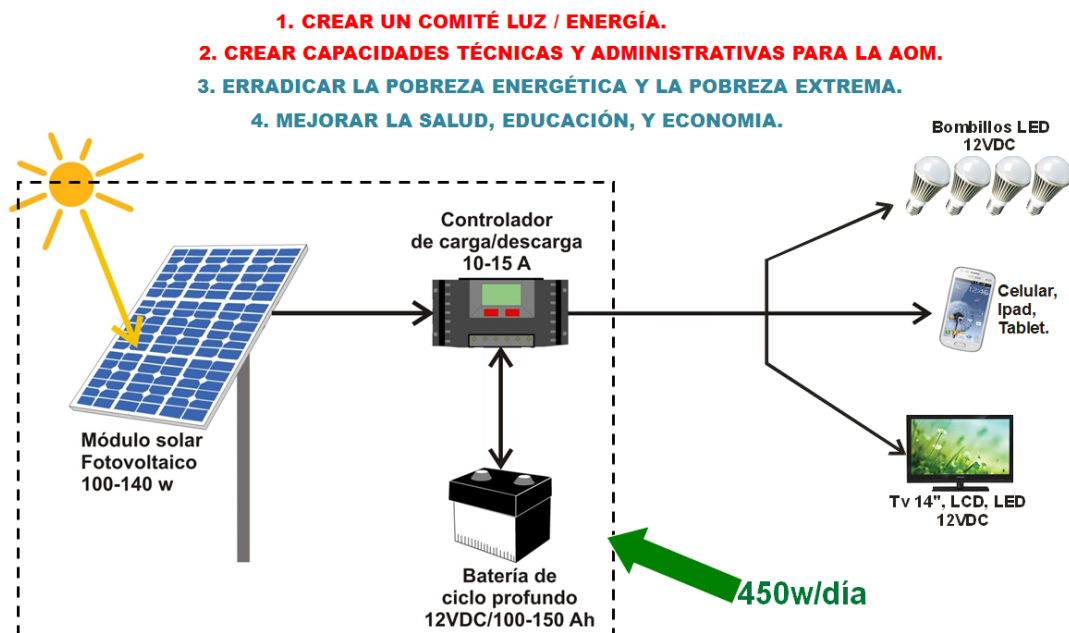 1. CREAR UN COMITÉ LUZ / ENERGÍA.
2. CREAR CAPACIDADES TÉCNICAS Y ADMINISTRATIVAS PARA LA AOM.
3. ERRADICAR LA POBREZA ENERGÉTICA Y LA POBREZA EXTREMA.
4. MEJORAR LA SALUD, EDUCACIÓN, Y ECONOMIA.
Bombillos LED
12VDC
Controlador
de carga/descarga
10-15 A
Celular,
Ipad,
Tablet.
Módulo solar
Fotovoltaico
100-140 w
Tv 14", LCD, LED
12VDC
Batería de
ciclo profundo
12VDC/100-150 Ah
450w/día